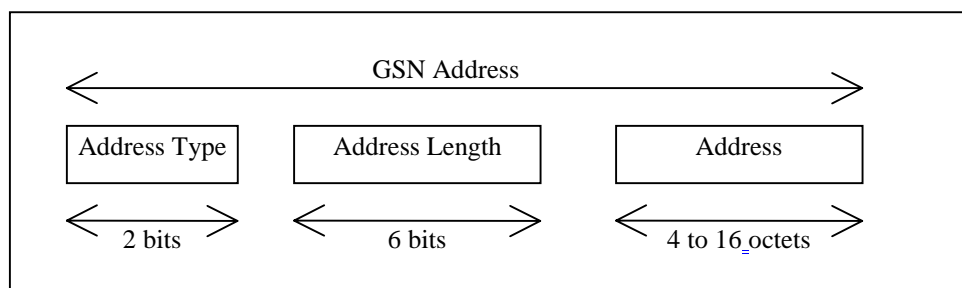 GSN Address
Address Type
Address Length
Address
2 bits
6 bits
4 to 16 octets